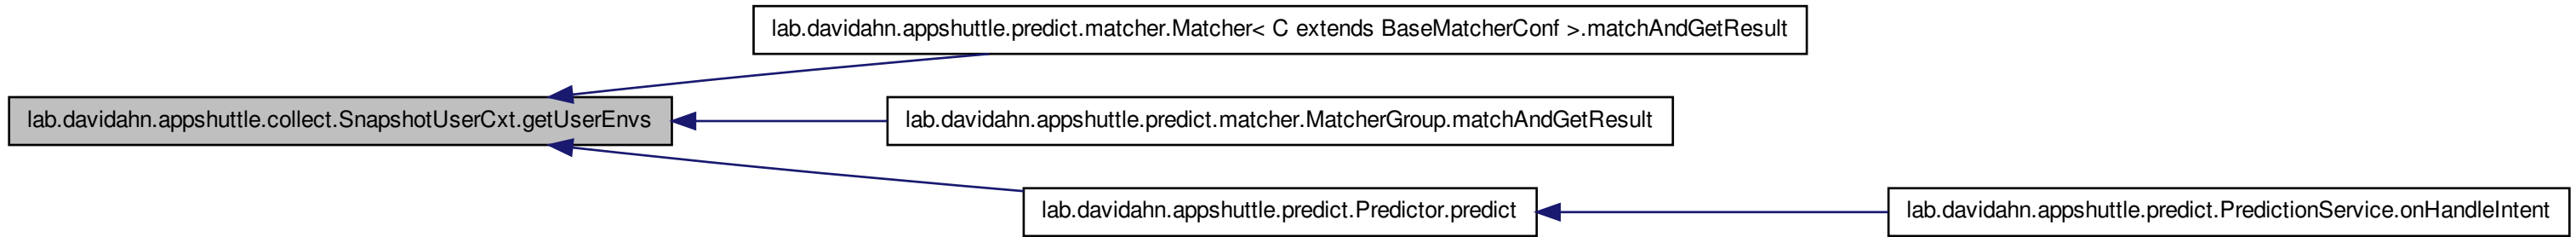 lab.davidahn.appshuttle.predict.matcher.Matcher< C extends BaseMatcherConf >.matchAndGetResult
lab.davidahn.appshuttle.collect.SnapshotUserCxt.getUserEnvs
lab.davidahn.appshuttle.predict.matcher.MatcherGroup.matchAndGetResult
lab.davidahn.appshuttle.predict.Predictor.predict
lab.davidahn.appshuttle.predict.PredictionService.onHandleIntent